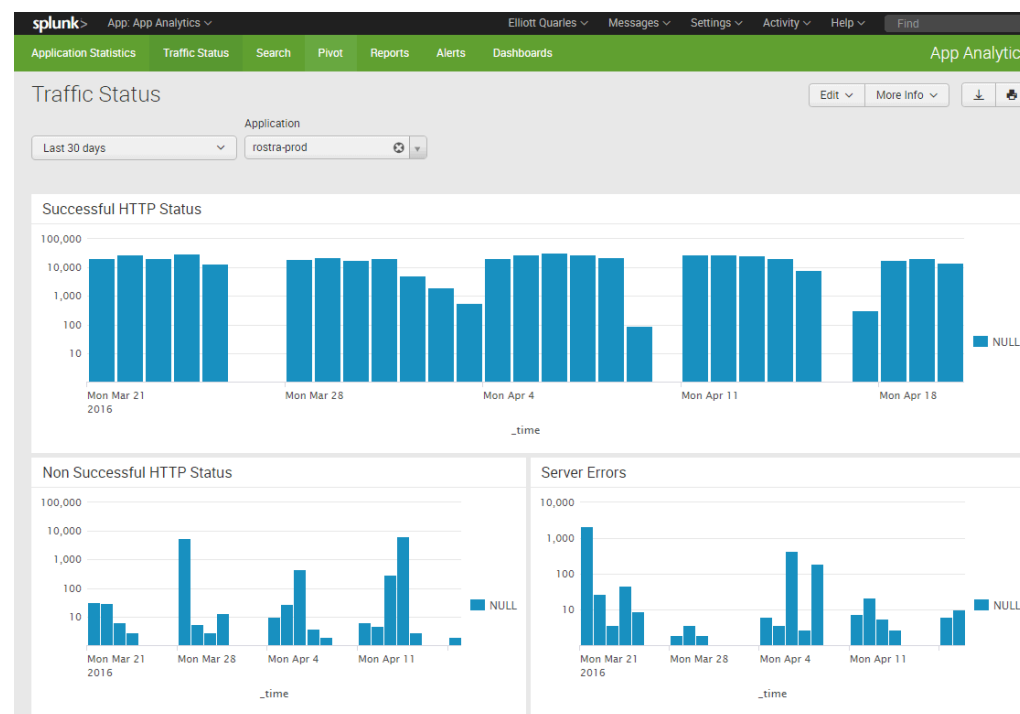 splunk> App: App Analytics Elliott Quarles Messages Settings Activity Help Find
Application Statistics Traffic Status Search Pivot Reports Alerts Dashboards App Analytic
Traffic Status
Edit More Info
Application
Last 30 days rostra-prod
Successful HTTP Status
100,000
10,000
1,000
100
10
NULL
Mon Mar 21 Mon Mar 28 Mon Apr 4 Mon Apr 11 Mon Apr 18
2016
_time
Non Successful HTTP Status
100,000
10,000
1,000
100
10
NULL
Mon Mar 21 Mon Mar 28 Mon Apr 4 Mon Apr 11
2016
_time
Server Errors
10,000
1,000
100
10
NULL
Mon Mar 21 Mon Mar 28 Mon Apr 4 Mon Apr 11
2016
_time